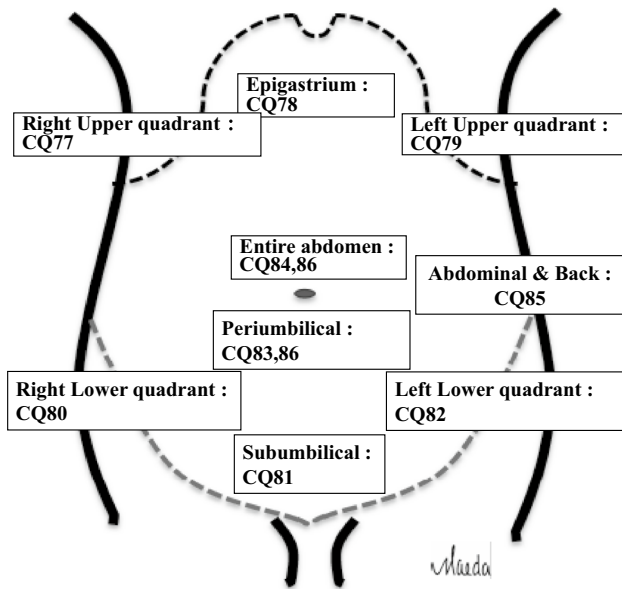 Epigastrium :
CQ78
Right Upper quadrant :
CQ77
Left Upper quadrant :
CQ79
Entire abdomen :
CQ84,86
Abdominal & Back :
CQ85
Periumbilical :
CQ83,86
Right Lower quadrant :
CQ80
Left Lower quadrant :
CQ82
Subumbilical :
CQ81
Maeda